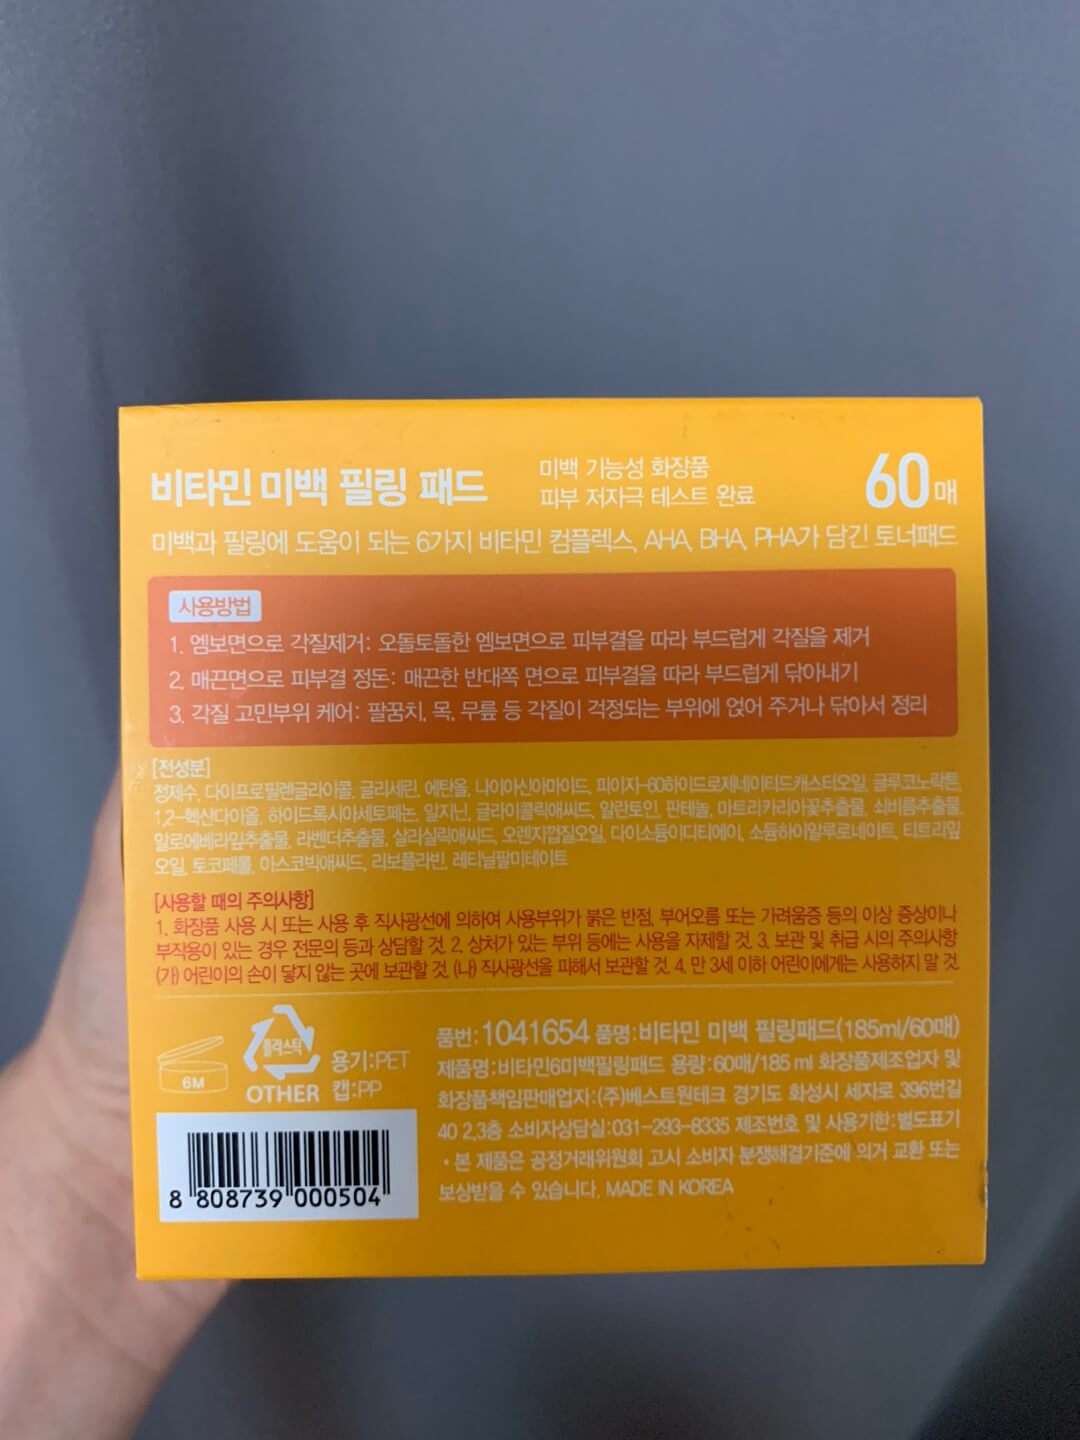 비타민 미백 필링 패드
미백 기능성 화장품
피부 저자극 테스트 완료
60매
미백과 필링에 도움이 되는 6가지 비타민 컴플렉스, AHA, BHA, PHA가 담긴 토너패드
사용방법
1. 엠보면으로 각질제거: 오돌토돌한 엠보면으로 피부결을 따라 부드럽게 각질을 제거
2. 매끈면으로 피부결 정돈: 매끈한 반대쪽 면으로 피부결을 따라 부드럽게 닦아내기
3. 각질 고민부위 케어: 팔꿈치, 목, 무릎 등 각질이 걱정되는 부위에 얹어 주거나 닦아서 정리
[전성분]
정제수, 다이프로필렌글라이콜, 글리세린, 에탄올, 나이아신아마이드, 피이지-60하이드로제네이티드캐스터오일, 글루코노락톤,
1,2-헥산다이올, 하이드록시아세토페논, 알지닌, 글라이콜릭애씨드, 알란토인, 판테놀, 마트리카리아꽃추출물, 쇠비름추출물,
알로에베라잎추출물, 라벤더추출물, 살리실릭애씨드, 오렌지껍질오일, 다이소듐이디티에이, 소듐하이알루로네이트, 티트리잎
오일, 토코페롤, 아스코빅애씨드, 리보플라빈, 레티닐팔미테이트
[사용할 때의 주의사항]
1. 화장품 사용 시 또는 사용 후 직사광선에 의하여 사용부위가 붉은 반점, 부어오름 또는 가려움증 등의 이상 증상이나
부작용이 있는 경우 전문의 등과 상담할 것. 2. 상처가 있는 부위 등에는 사용을 자제할 것. 3. 보관 및 취급 시의 주의사항
(가) 어린이의 손이 닿지 않는 곳에 보관할 것. (나) 직사광선을 피해서 보관할 것. 4. 만 3세 이하 어린이에게는 사용하지 말 것.
6M
플라스틱
OTHER
용기:PET
캡:PP
품번:1041654 품명:비타민 미백 필링패드(185ml/60매)
제품명:비타민6미백필링패드 용량:60매/185 ml 화장품제조업자 및
화장품책임판매업자:(주)베스트원테크 경기도 화성시 세자로 396번길
40 2,3층 소비자상담실:031-293-8335 제조번호 및 사용기한:별도표기
• 본 제품은 공정거래위원회 고시 소비자 분쟁해결기준에 의거 교환 또는
보상받을 수 있습니다. MADE IN KOREA
8 808739 000504